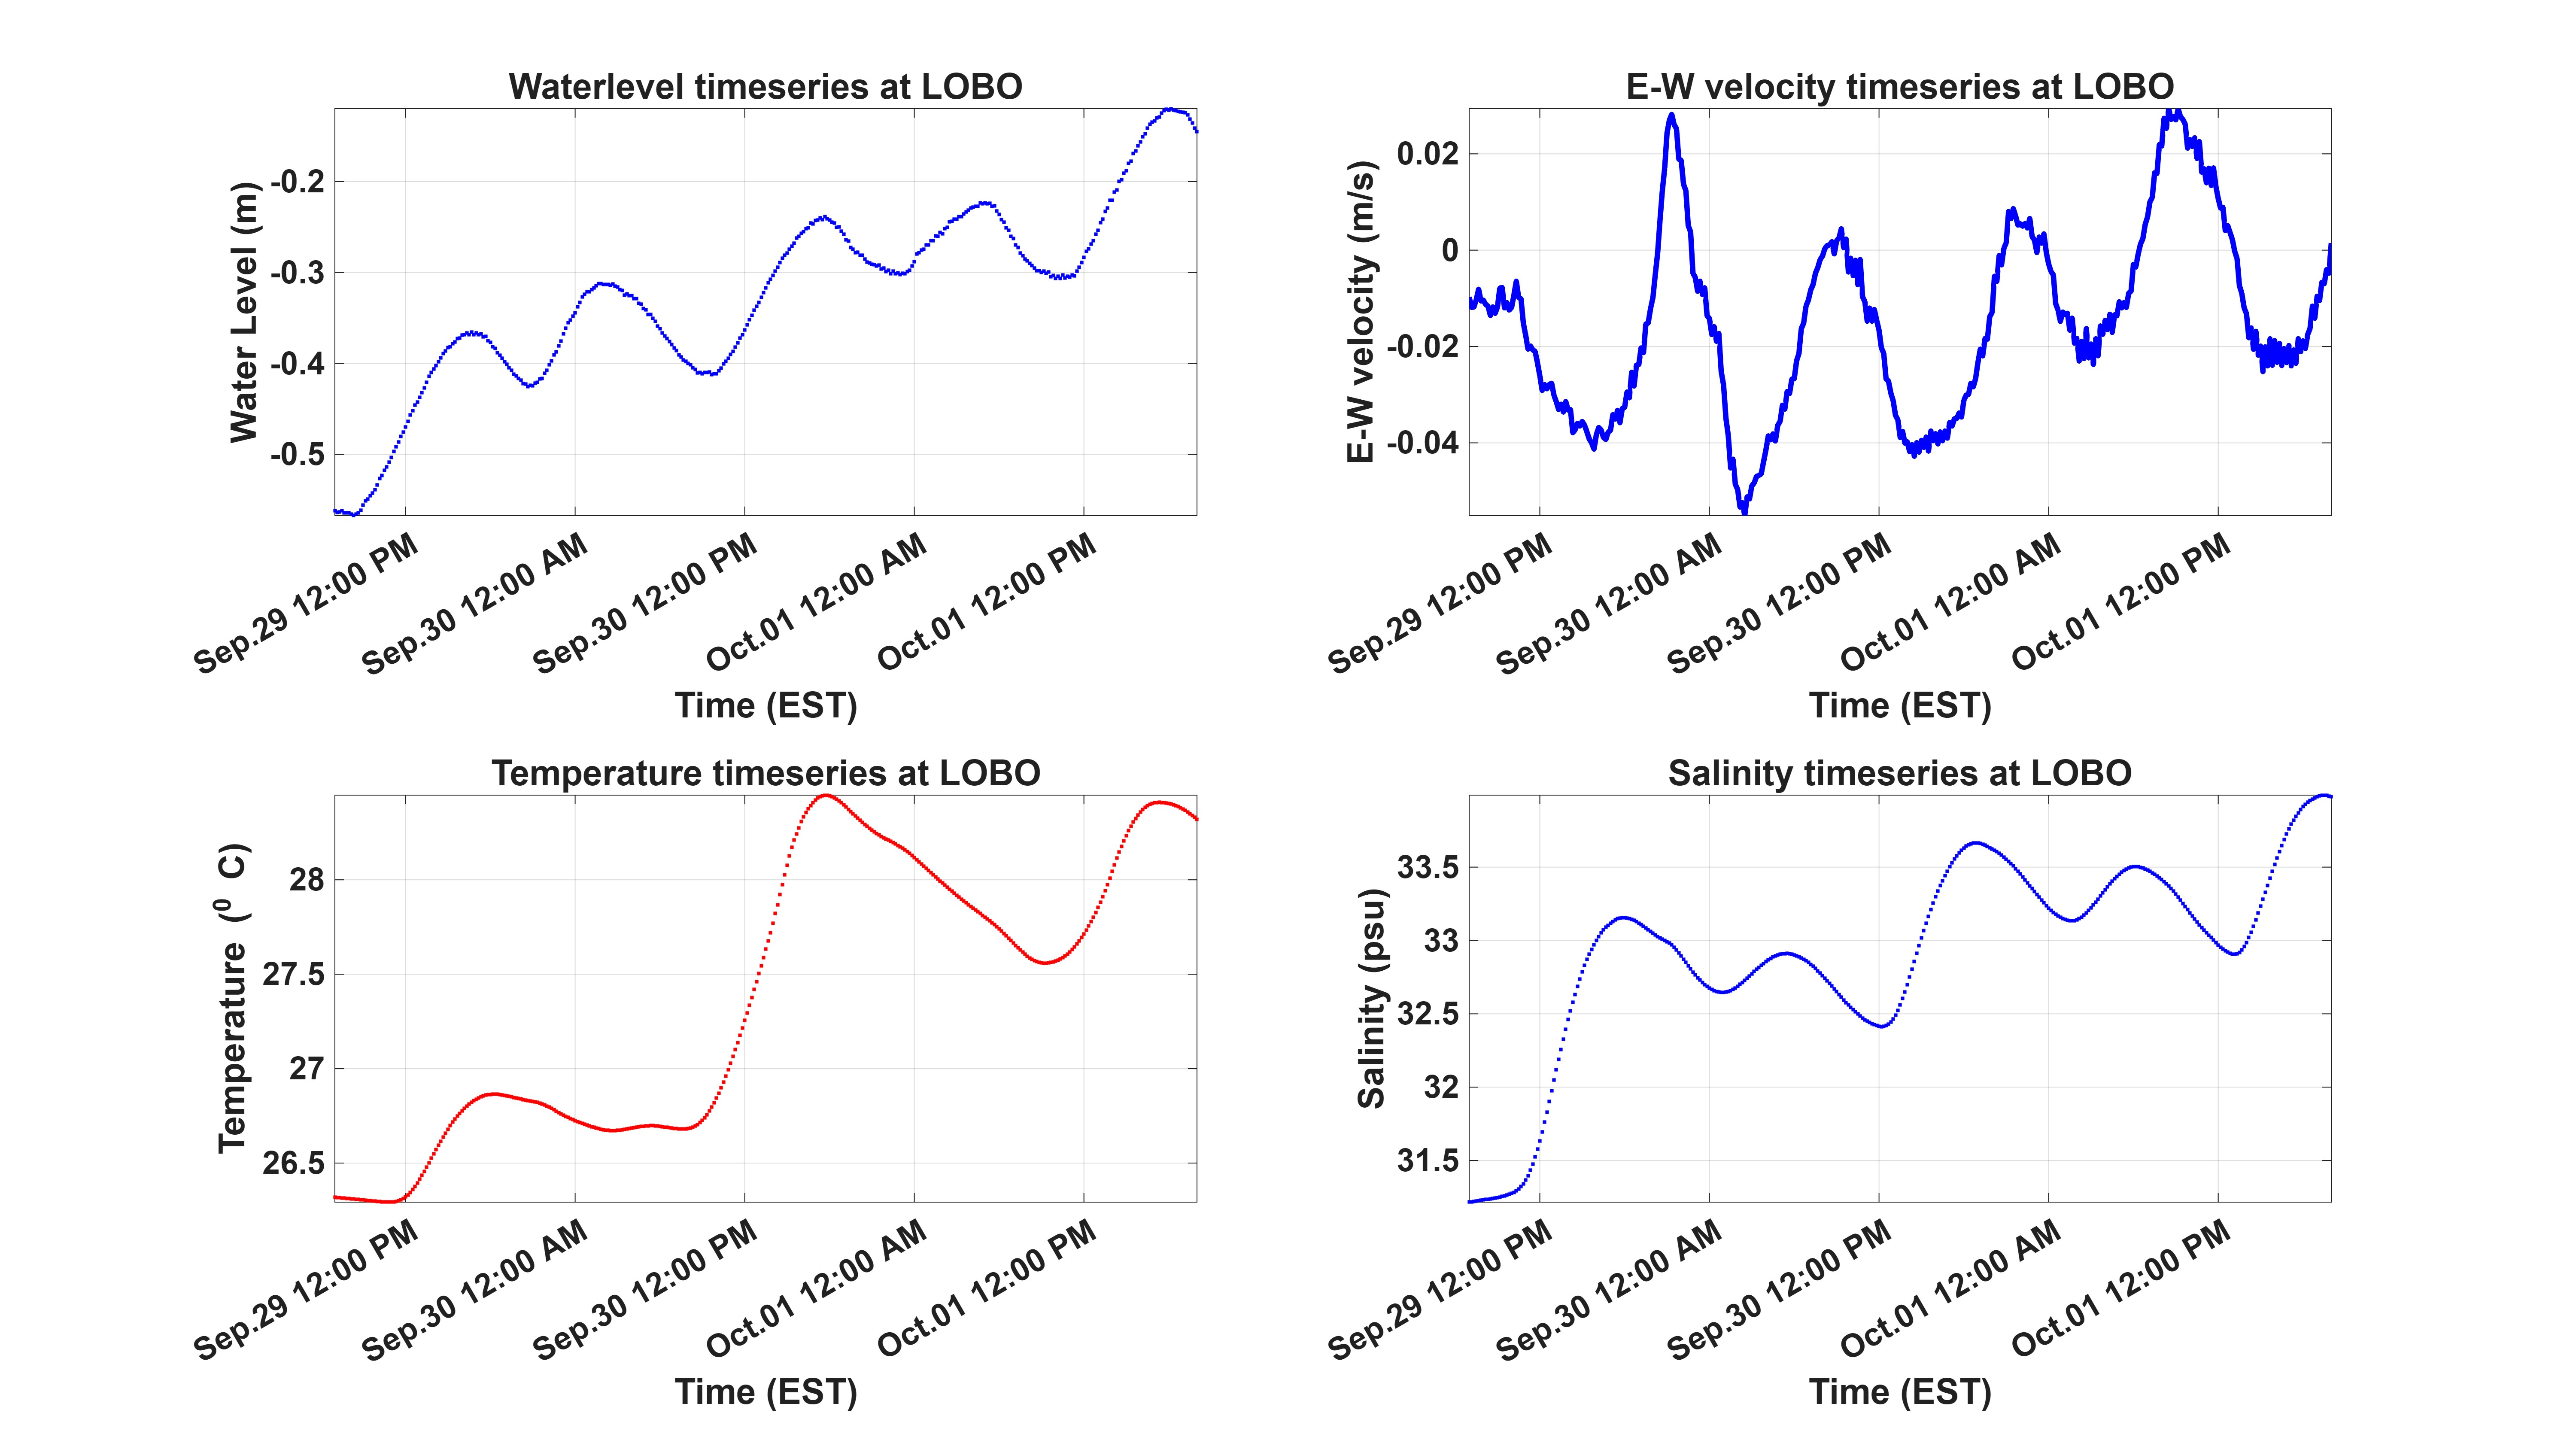 Waterlevel timeseries at LOBO
Water Level (m)
-0.2
-0.3
-0.4
-0.5
Sep.29 12:00 PM
Sep.30 12:00 AM
Sep.30 12:00 PM
Oct.01 12:00 AM
Oct.01 12:00 PM
Time (EST)
E-W velocity timeseries at LOBO
E-W velocity (m/s)
0.02
0
-0.02
-0.04
Sep.29 12:00 PM
Sep.30 12:00 AM
Sep.30 12:00 PM
Oct.01 12:00 AM
Oct.01 12:00 PM
Time (EST)
Temperature timeseries at LOBO
Temperature (⁰ C)
28
27.5
27
26.5
Sep.29 12:00 PM
Sep.30 12:00 AM
Sep.30 12:00 PM
Oct.01 12:00 AM
Oct.01 12:00 PM
Time (EST)
Salinity timeseries at LOBO
Salinity (psu)
33.5
33
32.5
32
31.5
Sep.29 12:00 PM
Sep.30 12:00 AM
Sep.30 12:00 PM
Oct.01 12:00 AM
Oct.01 12:00 PM
Time (EST)